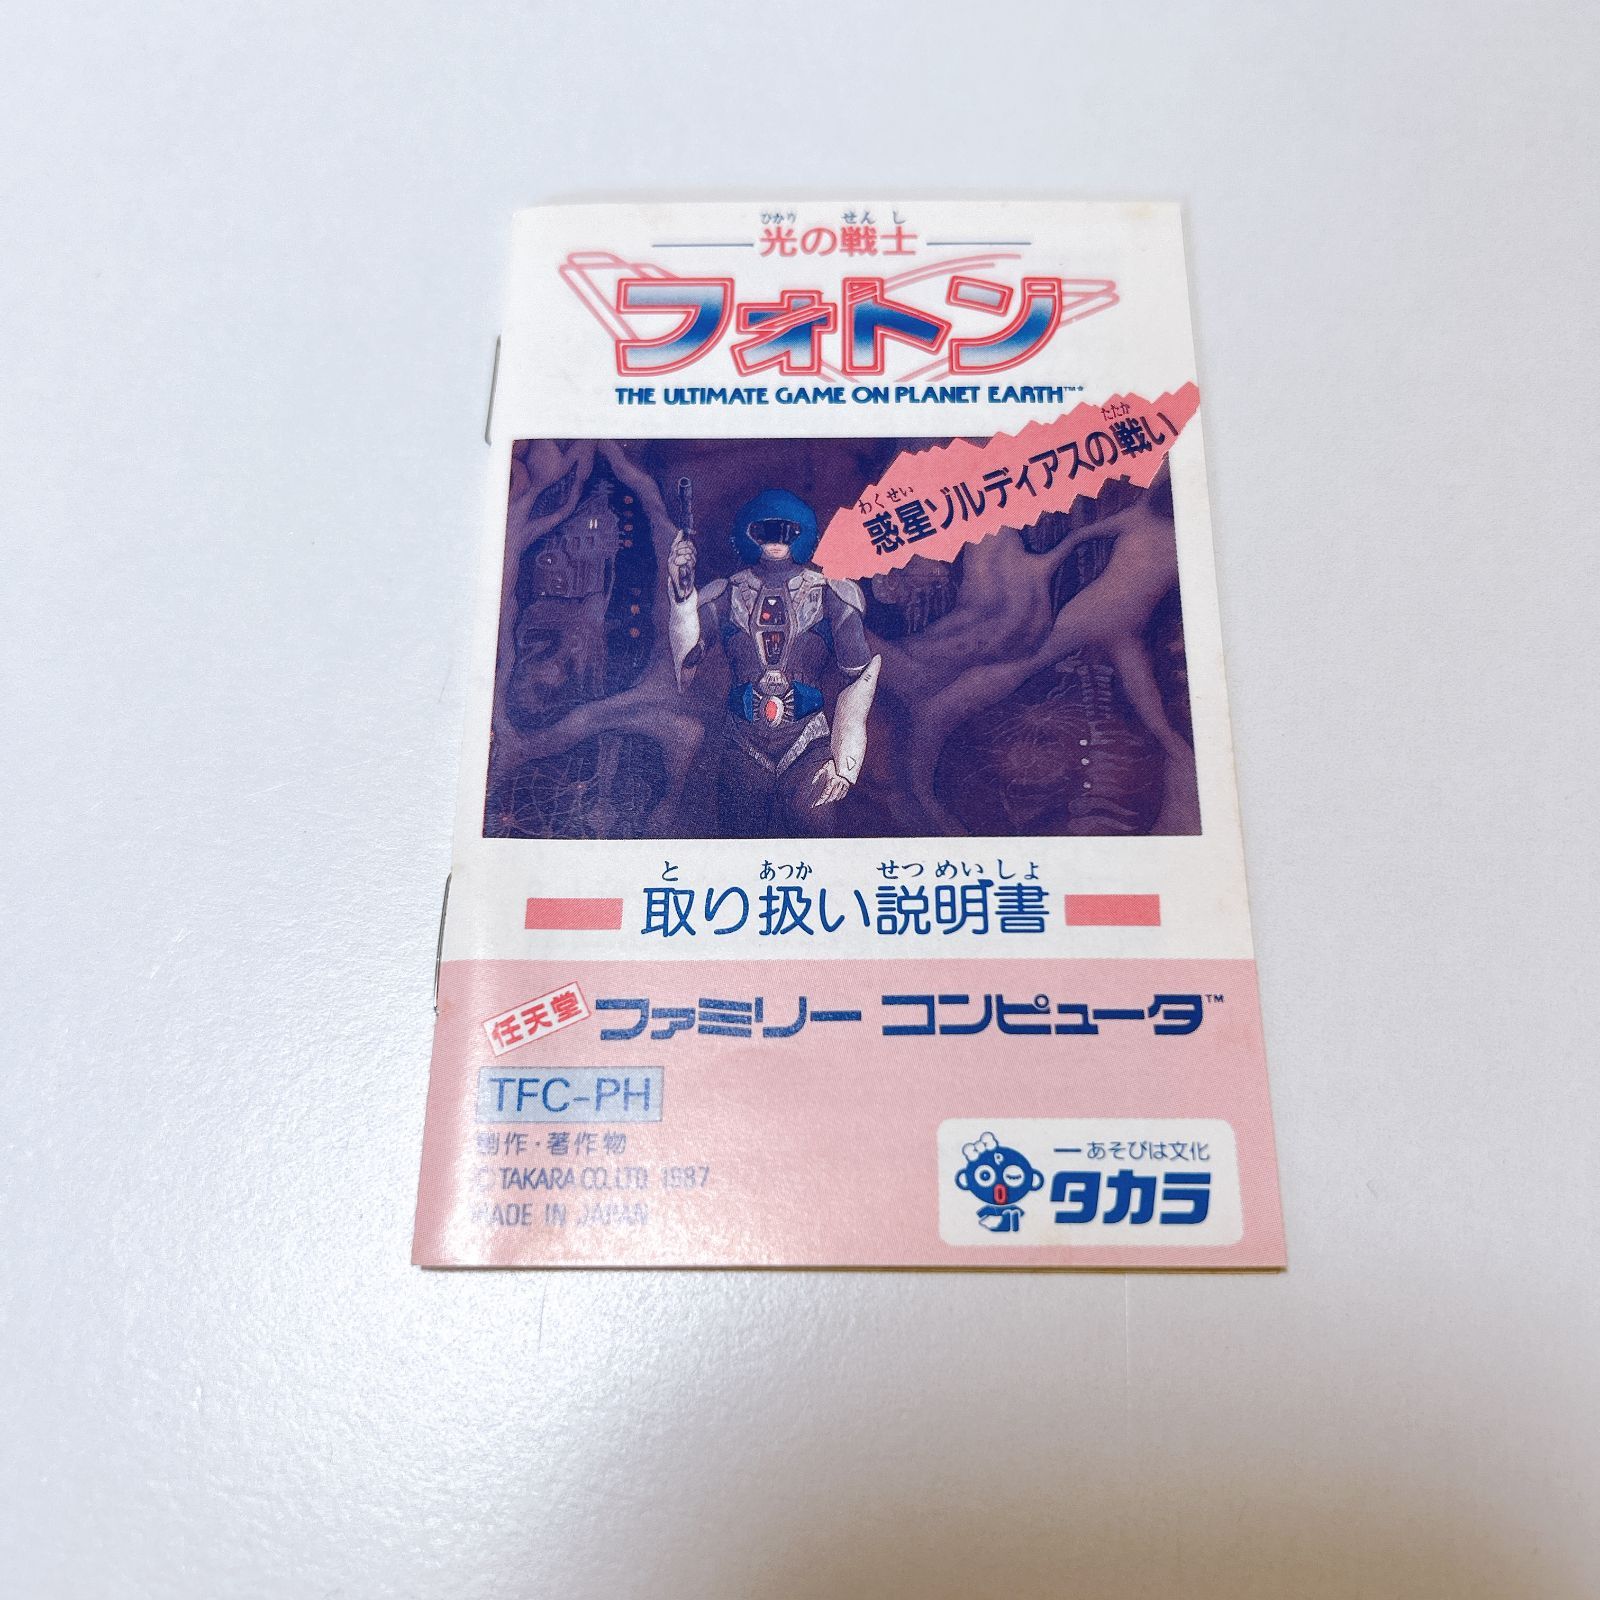 ひかり せんし
光の戦士
フォトン
THE ULTIMATE GAME ON PLANET EARTH™*
わくせい たたか
惑星ゾルディアスの戦い
と あつか せつめいしょ
取り扱い説明書
任天堂 ファミリー コンピュータ™
TFC-PH
創作・著作物
©TAKARA CO.,LTD. 1987
MADE IN JAPAN
ーあそびは文化
タカラ